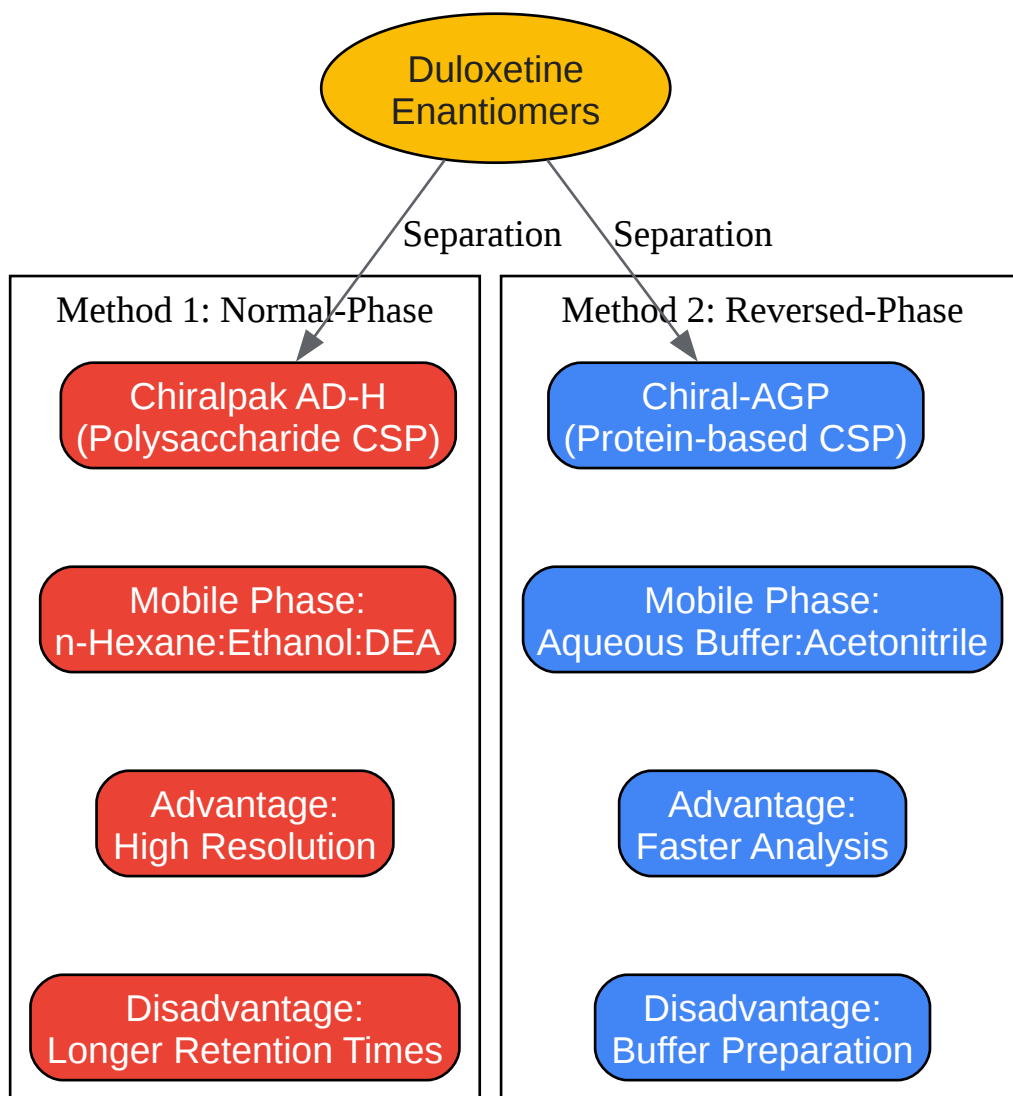 Duloxetine
Enantiomers
Separation
Separation
Method 1: Normal-Phase
Chiralpak AD-H
(Polysaccharide CSP)
Mobile Phase:
n-Hexane:Ethanol:DEA
Advantage:
High Resolution
Disadvantage:
Longer Retention Times
Method 2: Reversed-Phase
Chiral-AGP
(Protein-based CSP)
Mobile Phase:
Aqueous Buffer:Acetonitrile
Advantage:
Faster Analysis
Disadvantage:
Buffer Preparation